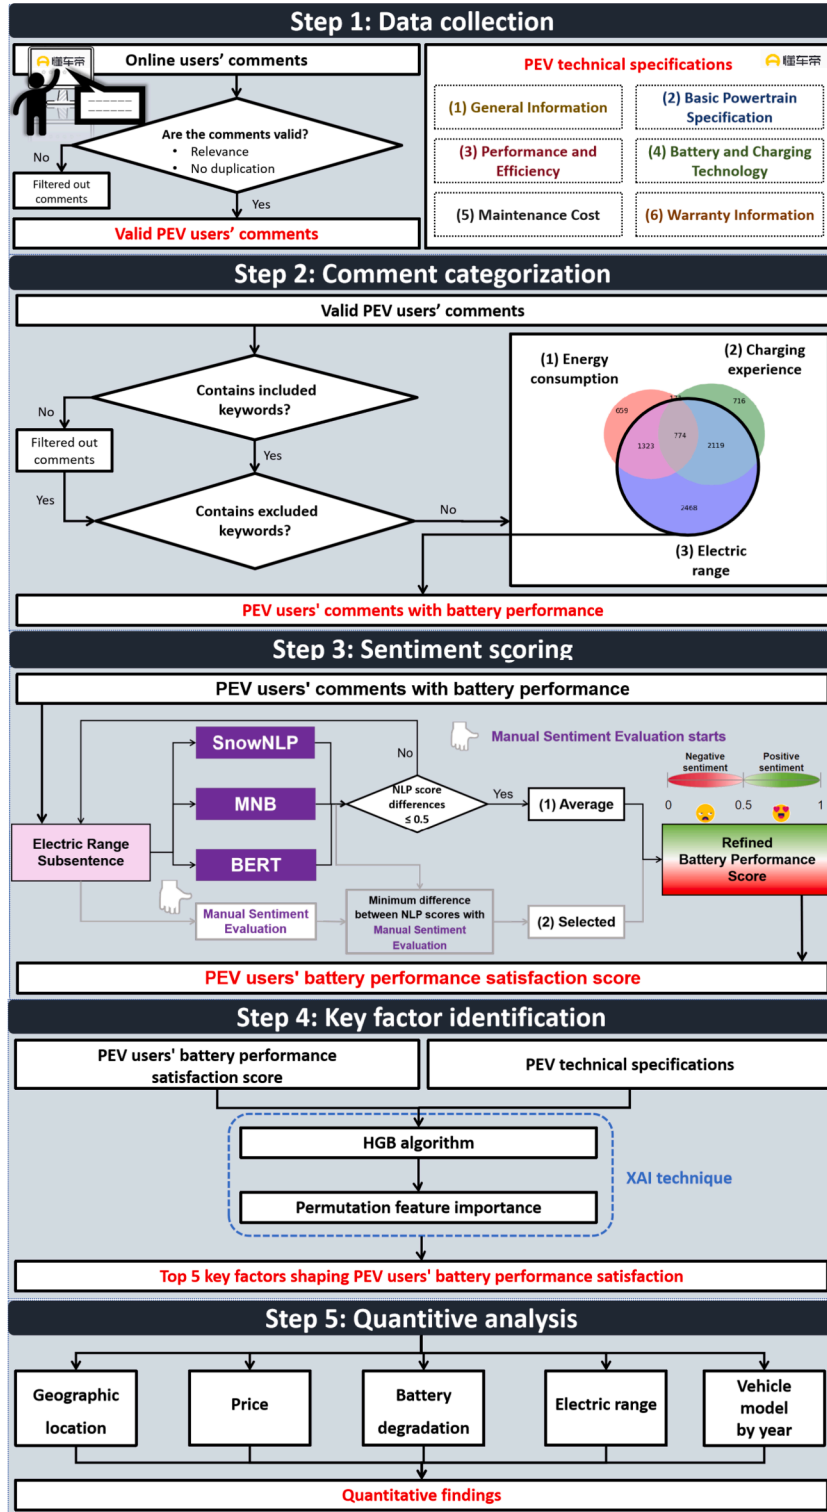 Step 1: Data collection
Online users' comments
懂车帝
Are the comments valid?
• Relevance
• No duplication
No
Filtered out
comments
Yes
Valid PEV users' comments
PEV technical specifications
懂车帝
(1) General Information
(2) Basic Powertrain
Specification
(3) Performance and
Efficiency
(4) Battery and Charging
Technology
(5) Maintenance Cost
(6) Warranty Information
Step 2: Comment categorization
Valid PEV users' comments
Contains included
keywords?
No
Filtered out
comments
Yes
Yes
Contains excluded
keywords?
No
(1) Energy
consumption
(2) Charging
experience
659
716
1323
774
2119
2468
(3) Electric
range
PEV users' comments with battery performance
Step 3: Sentiment scoring
PEV users' comments with battery performance
SnowNLP
MNB
BERT
No
Manual Sentiment Evaluation starts
NLP score
differences
≤ 0.5
Yes
(1) Average
Negative
sentiment
Positive
sentiment
0
0.5
1
Electric Range
Subsentence
Refined
Battery Performance
Score
Manual Sentiment
Evaluation
Minimum difference
between NLP scores with
Manual Sentiment
Evaluation
(2) Selected
PEV users' battery performance satisfaction score
Step 4: Key factor identification
PEV users' battery performance
satisfaction score
PEV technical specifications
HGB algorithm
Permutation feature importance
XAI technique
Top 5 key factors shaping PEV users' battery performance satisfaction
Step 5: Quantitive analysis
Geographic
location
Price
Battery
degradation
Electric range
Vehicle
model
by year
Quantitative findings